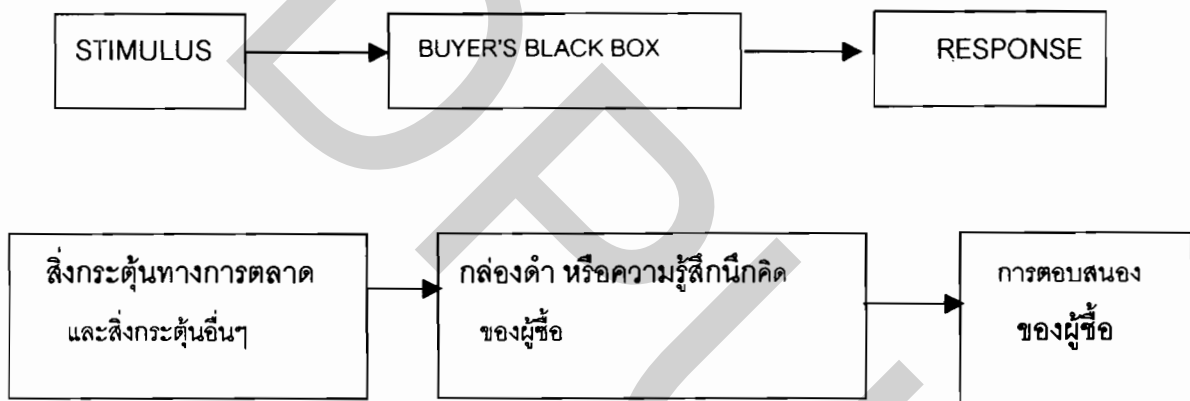 STIMULUS
BUYER'S BLACK BOX
RESPONSE
สิ่งกระตุ้นทางการตลาด
และสิ่งกระตุ้นอื่นๆ
กล่องดำ หรือความรู้สึกนึกคิด
ของผู้ซื้อ
การตอบสนอง
ของผู้ซื้อ